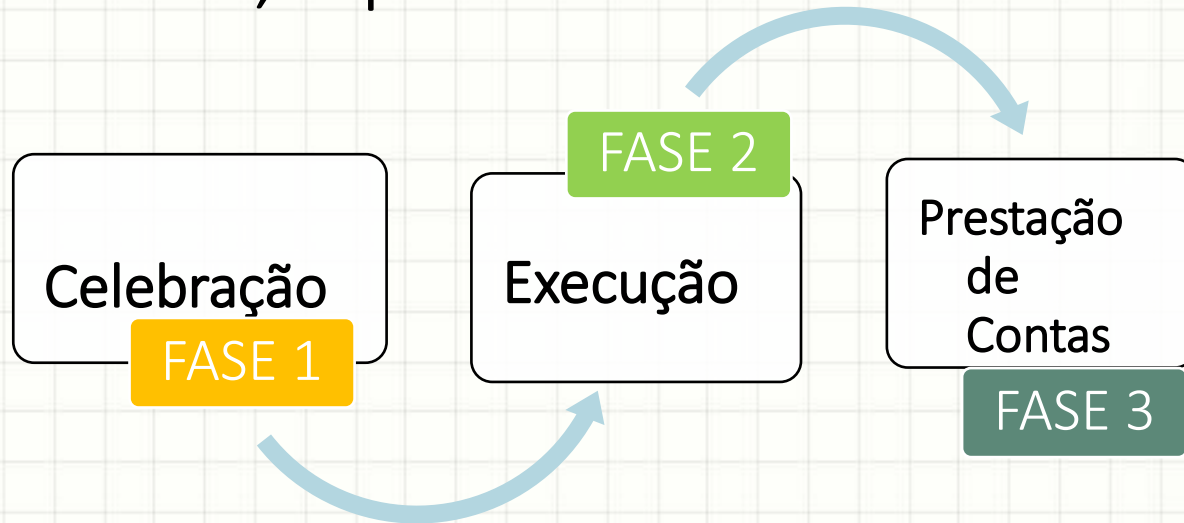 Celebração
FASE 1
FASE 2
Execução
Prestação
de
Contas
FASE 3